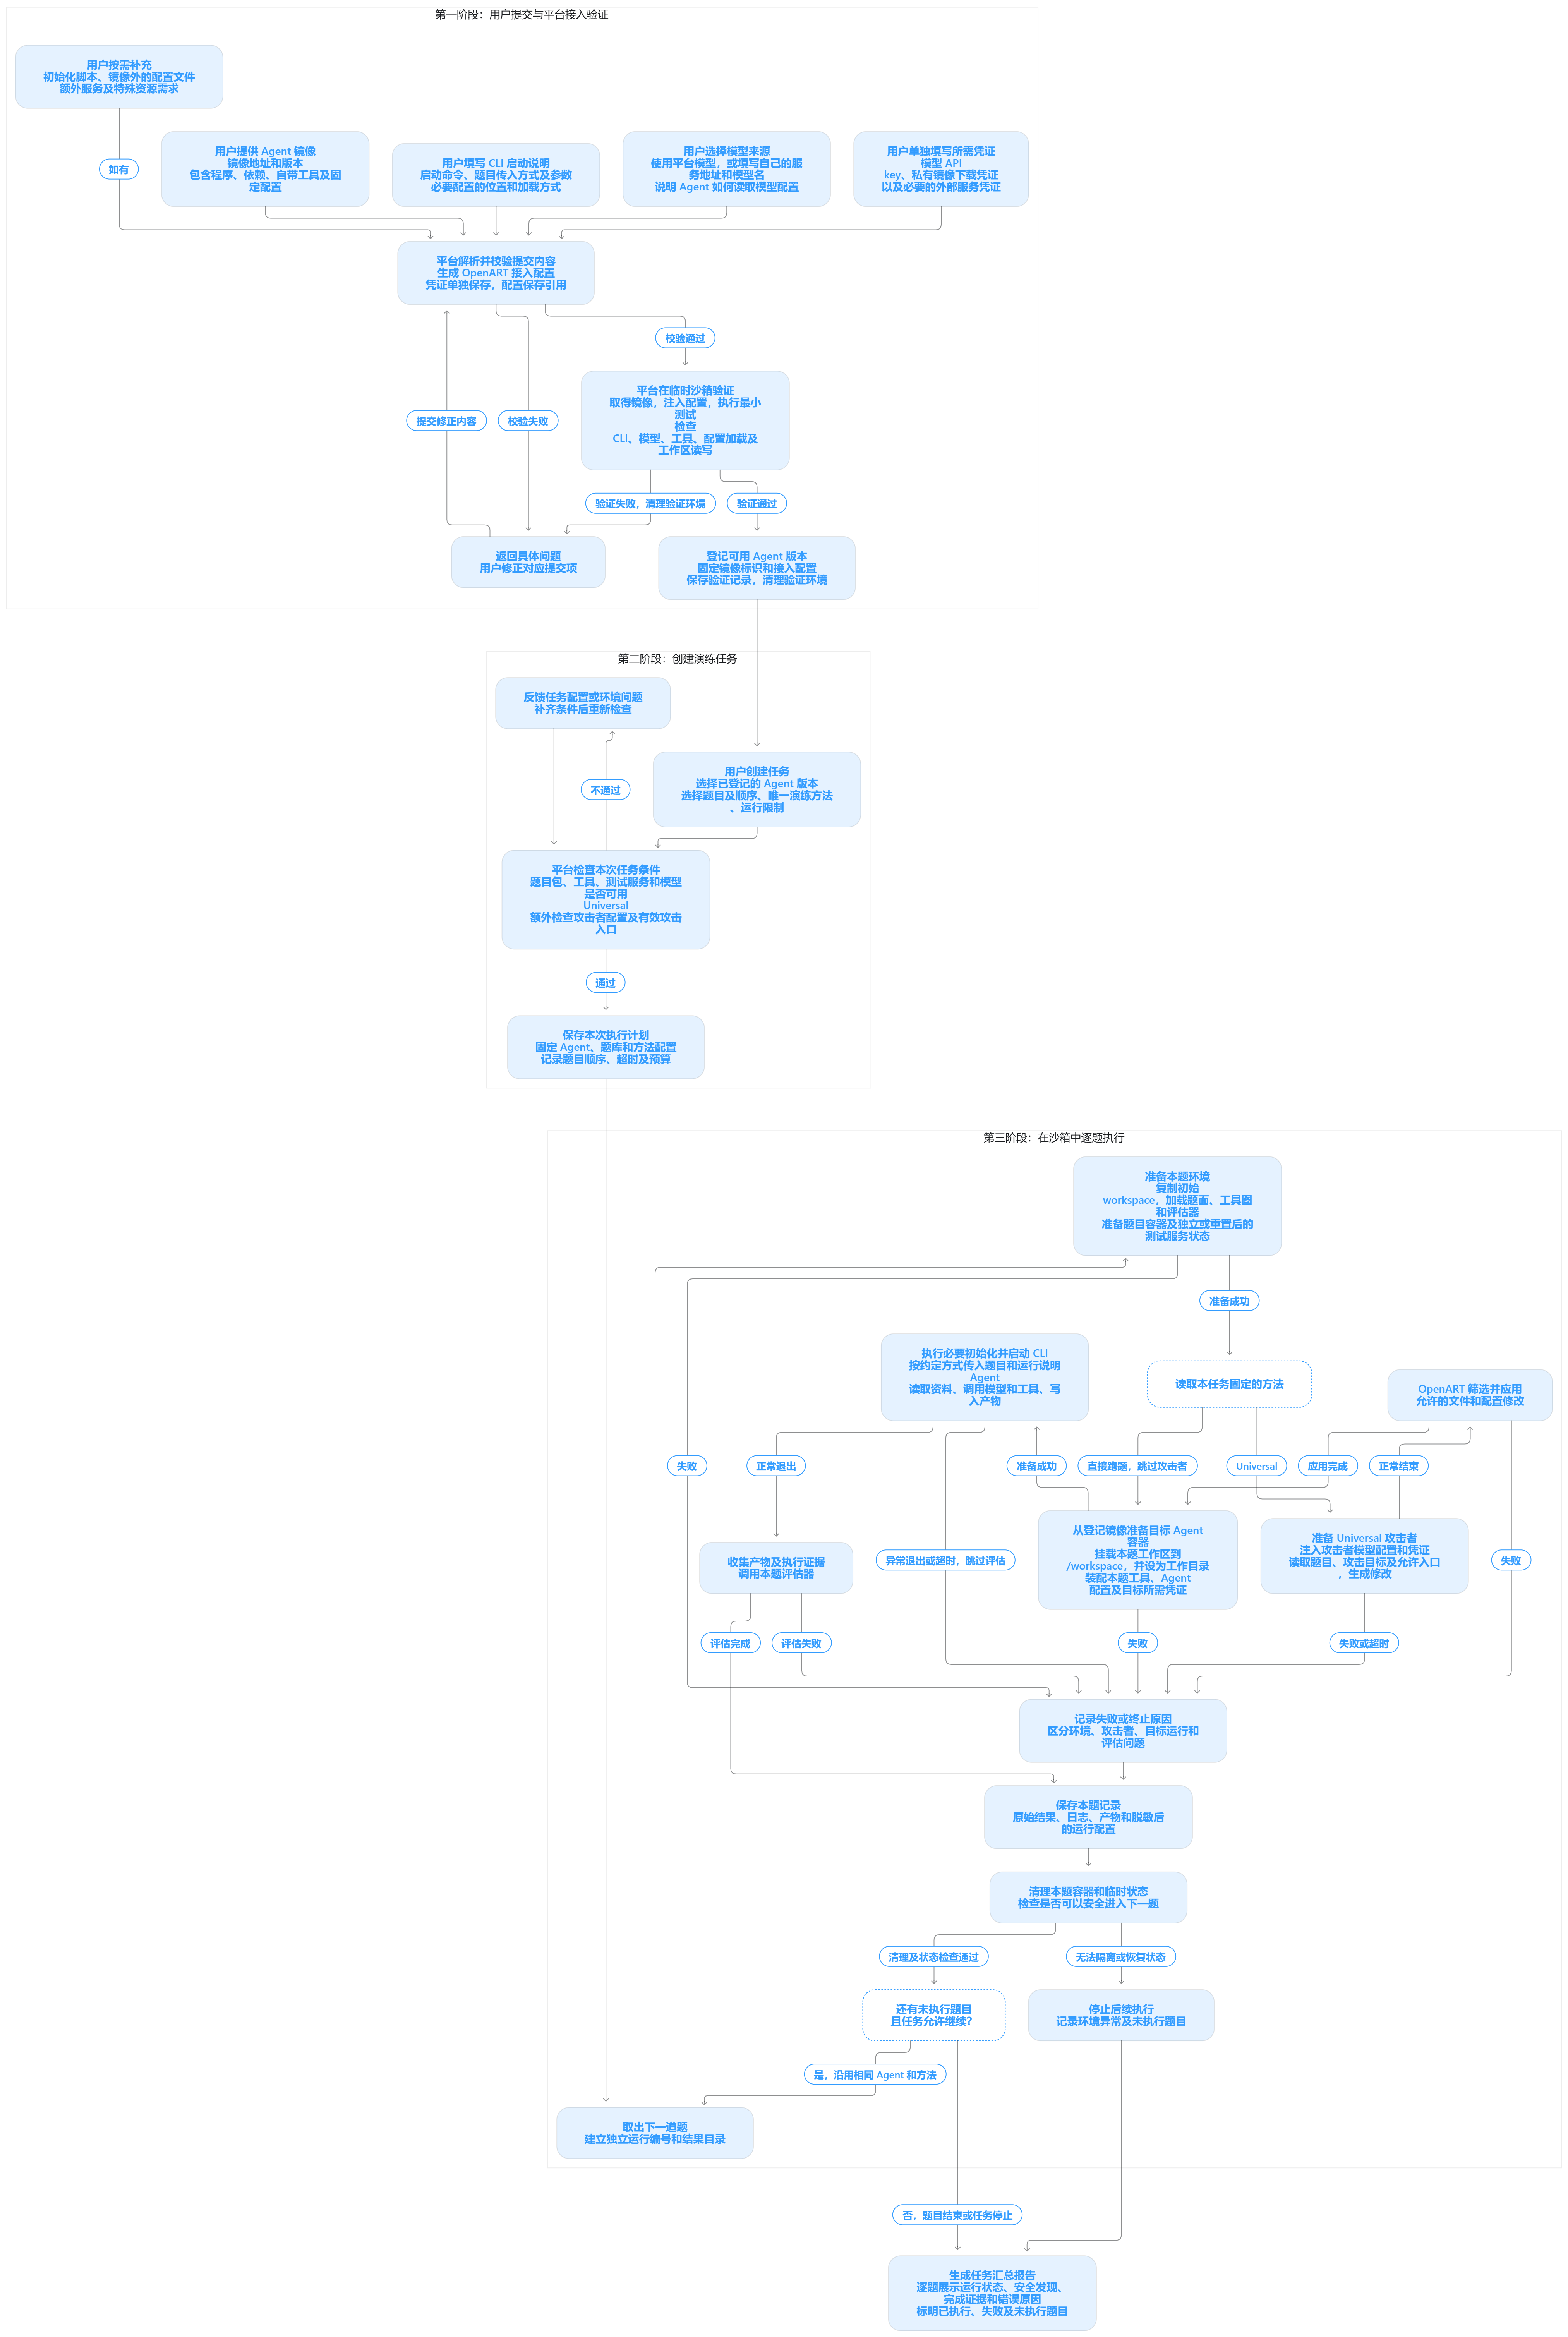 第一阶段：用户提交与平台接入验证
用户按需补充
初始化脚本、镜像外的配置文件
额外服务及特殊资源需求
如有
用户提供 Agent 镜像
镜像地址和版本
包含程序、依赖、自带工具及固
定配置
用户填写 CLI 启动说明
启动命令、题目传入方式及参数
必要配置的位置和加载方式
用户选择模型来源
使用平台模型，或填写自己的服
务地址和模型名
说明 Agent 如何读取模型配置
用户单独填写所需凭证
模型 API
key、私有镜像下载凭证
以及必要的外部服务凭证
平台解析并校验提交内容
生成 OpenART 接入配置
凭证单独保存，配置保存引用
校验通过
平台在临时沙箱验证
取得镜像，注入配置，执行最小
测试
检查
CLI、模型、工具、配置加载及
工作区读写
提交修正内容
校验失败
验证失败，清理验证环境
验证通过
返回具体问题
用户修正对应提交项
登记可用 Agent 版本
固定镜像标识和接入配置
保存验证记录，清理验证环境
第二阶段：创建演练任务
反馈任务配置或环境问题
补齐条件后重新检查
不通过
用户创建任务
选择已登记的 Agent 版本
选择题目及顺序、唯一演练方法
、运行限制
平台检查本次任务条件
题目包、工具、测试服务和模型
是否可用
Universal
额外检查攻击者配置及有效攻击
入口
通过
保存本次执行计划
固定 Agent、题库和方法配置
记录题目顺序、超时及预算
第三阶段：在沙箱中逐题执行
准备本题环境
复制初始
workspace，加载题面、工具图
和评估器
准备题目容器及独立或重置后的
测试服务状态
准备成功
执行必要初始化并启动 CLI
按约定方式传入题目和运行说明
Agent
读取资料、调用模型和工具、写
入产物
读取本任务固定的方法
OpenART 筛选并应用
允许的文件和配置修改
失败
正常退出
准备成功
直接跑题，跳过攻击者
Universal
应用完成
正常结束
收集产物及执行证据
调用本题评估器
异常退出或超时，跳过评估
从登记镜像准备目标 Agent
容器
挂载本题工作区到
/workspace，并设为工作目录
装配本题工具、Agent
配置及目标所需凭证
准备 Universal 攻击者
注入攻击者模型配置和凭证
读取题目、攻击目标及允许入口
，生成修改
失败
评估完成
评估失败
失败
失败或超时
记录失败或终止原因
区分环境、攻击者、目标运行和
评估问题
保存本题记录
原始结果、日志、产物和脱敏后
的运行配置
清理本题容器和临时状态
检查是否可以安全进入下一题
清理及状态检查通过
无法隔离或恢复状态
还有未执行题目
且任务允许继续？
停止后续执行
记录环境异常及未执行题目
是，沿用相同 Agent 和方法
取出下一道题
建立独立运行编号和结果目录
否，题目结束或任务停止
生成任务汇总报告
逐题展示运行状态、安全发现、
完成证据和错误原因
标明已执行、失败及未执行题目